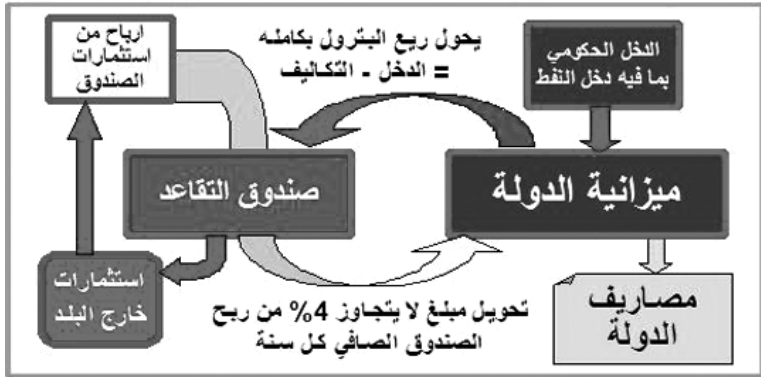 الدخل الحكومي
بما فيه دخل النفط
يحول ريع البترول بكامله
= الدخل - التكاليف
ارباح من
استثمارات
الصندوق
ميزانية الدولة
صندوق التقاعد
استثمارات
خارج البلد
تحويل مبلغ لا يتجاوز 4% من ربح
الصندوق الصافي كل سنة
مصاريف
الدولة